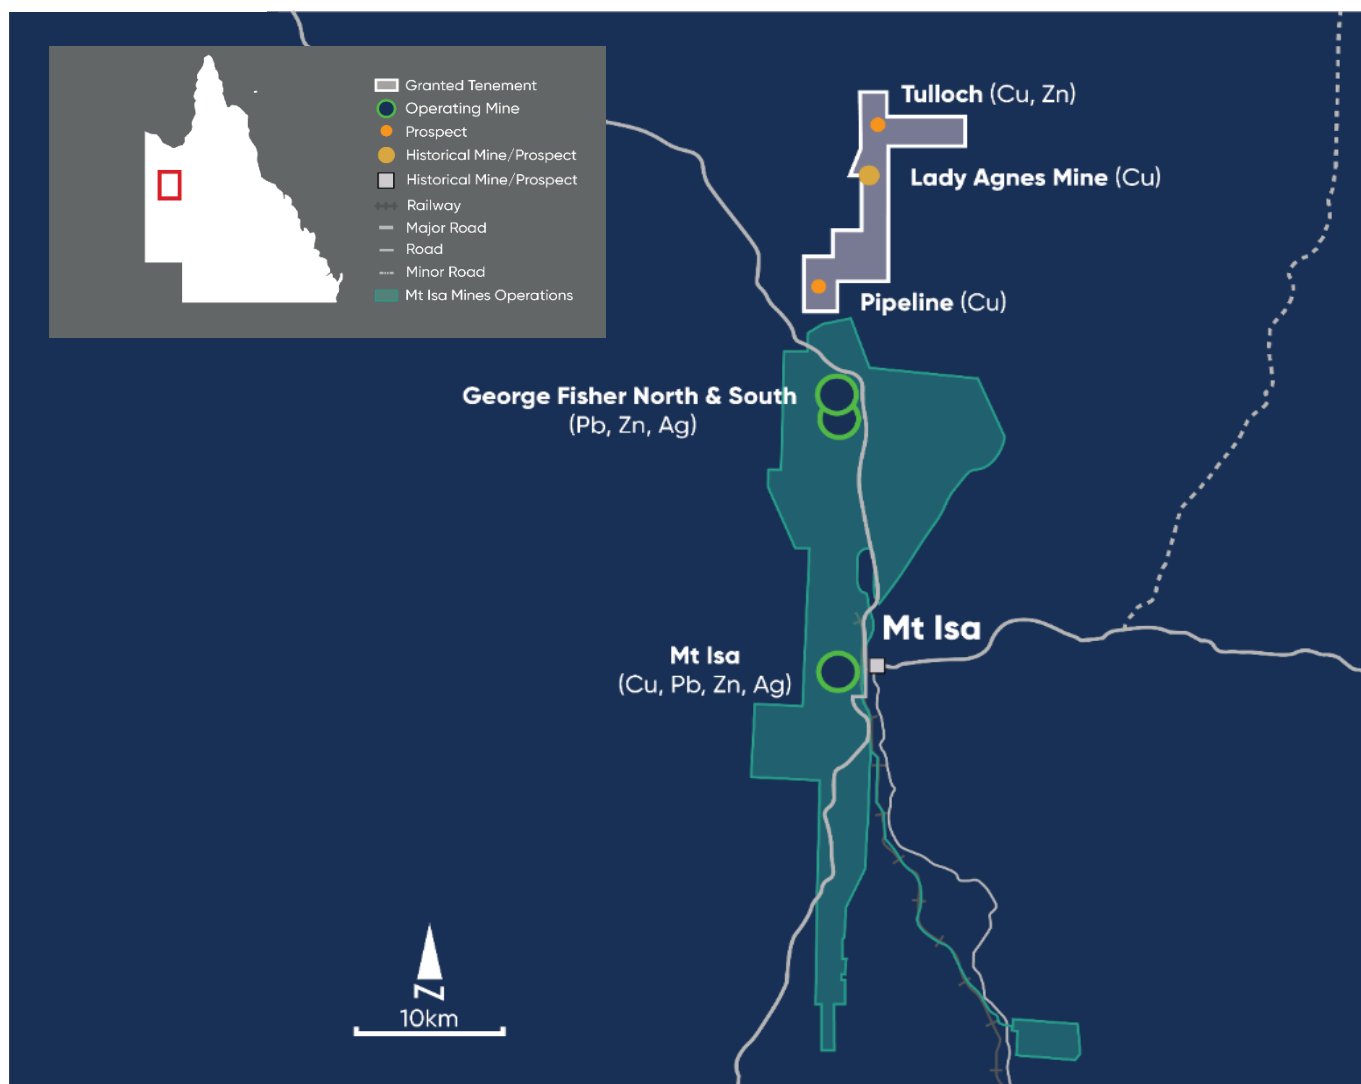 Granted Tenement
Operating Mine
Prospect
Historical Mine/Prospect
Historical Mine/Prospect
Railway
Major Road
Road
Minor Road
Mt Isa Mines Operations
Tulloch (Cu, Zn)
Lady Agnes Mine (Cu)
Pipeline (Cu)
George Fisher North & South
(Pb, Zn, Ag)
Mt Isa
Mt Isa
(Cu, Pb, Zn, Ag)
N
10km